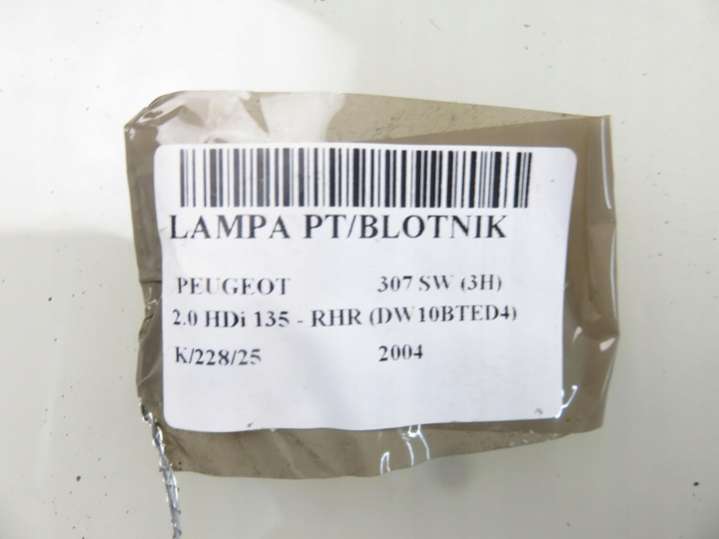 LAMPA PT/BLOTNIK
PEUGEOT 307 SW (3H)
2.0 HDi 135 - RHR (DW10BTED4)
K/228/25 2004